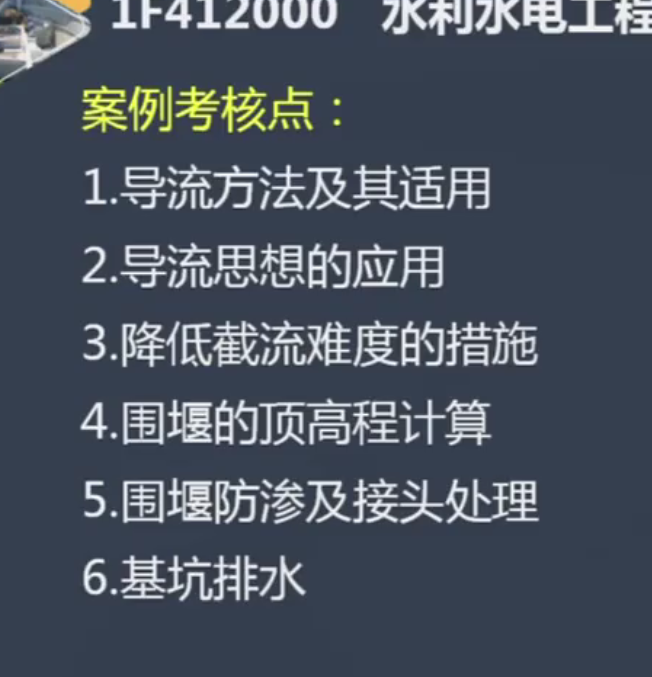 1F412000 水利水电工程
案例考核点：
1.导流方法及其适用
2.导流思想的应用
3.降低截流难度的措施
4.围堰的顶高程计算
5.围堰防渗及接头处理
6.基坑排水